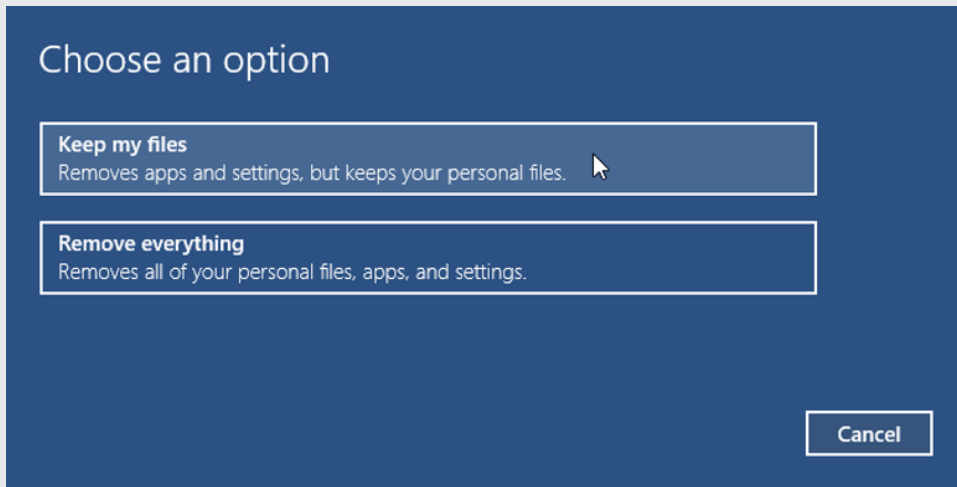 Choose an option
Keep my files
Removes apps and settings, but keeps your personal files.
Remove everything
Removes all of your personal files, apps, and settings.
Cancel